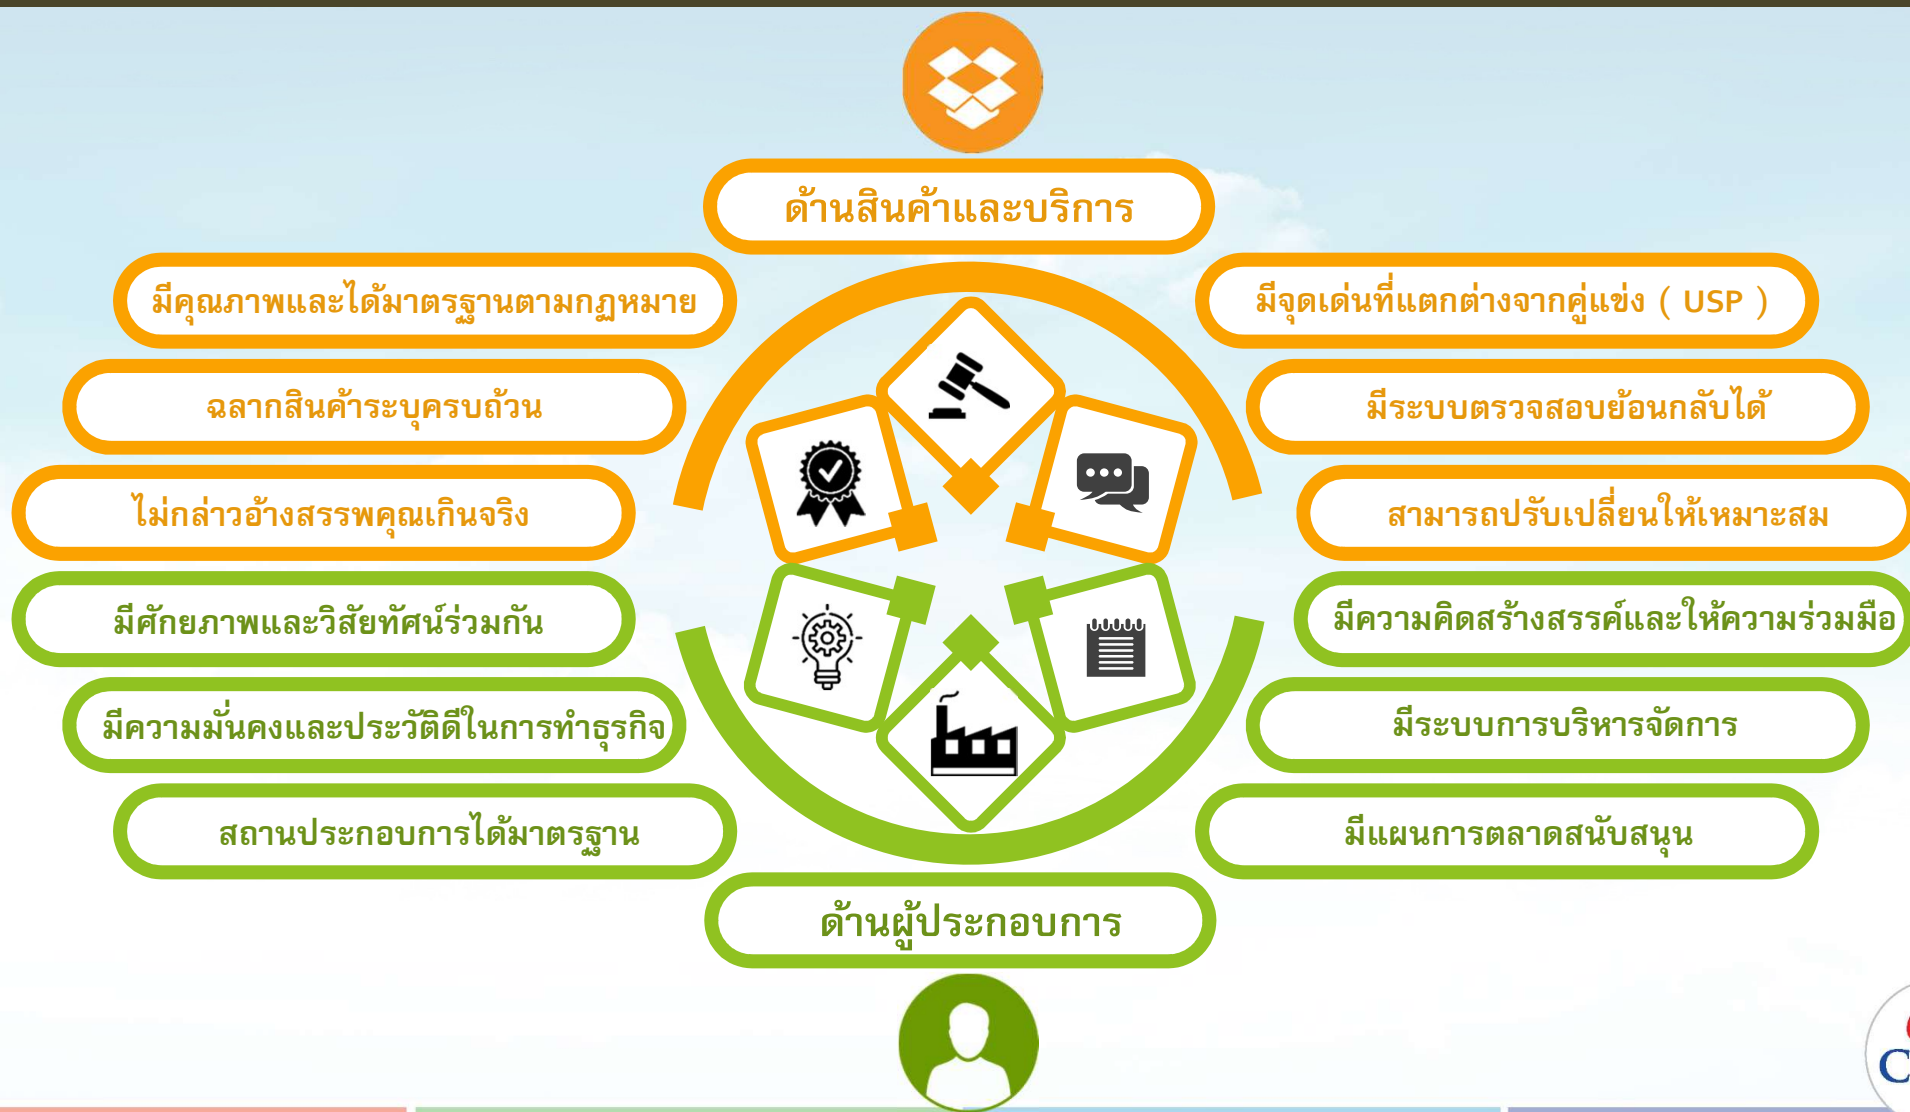 ด้านสินค้าและบริการ
มีคุณภาพและได้มาตรฐานตามกฎหมาย
มีจุดเด่นที่แตกต่างจากคู่แข่ง ( USP )
ฉลากสินค้าระบุครบถ้วน
มีระบบตรวจสอบย้อนกลับได้
ไม่กล่าวอ้างสรรพคุณเกินจริง
สามารถปรับเปลี่ยนให้เหมาะสม
มีศักยภาพและวิสัยทัศน์ร่วมกัน
มีความคิดสร้างสรรค์และให้ความร่วมมือ
มีความมั่นคงและประวัติดีในการทำธุรกิจ
มีระบบการบริหารจัดการ
สถานประกอบการได้มาตรฐาน
มีแผนการตลาดสนับสนุน
ด้านผู้ประกอบการ